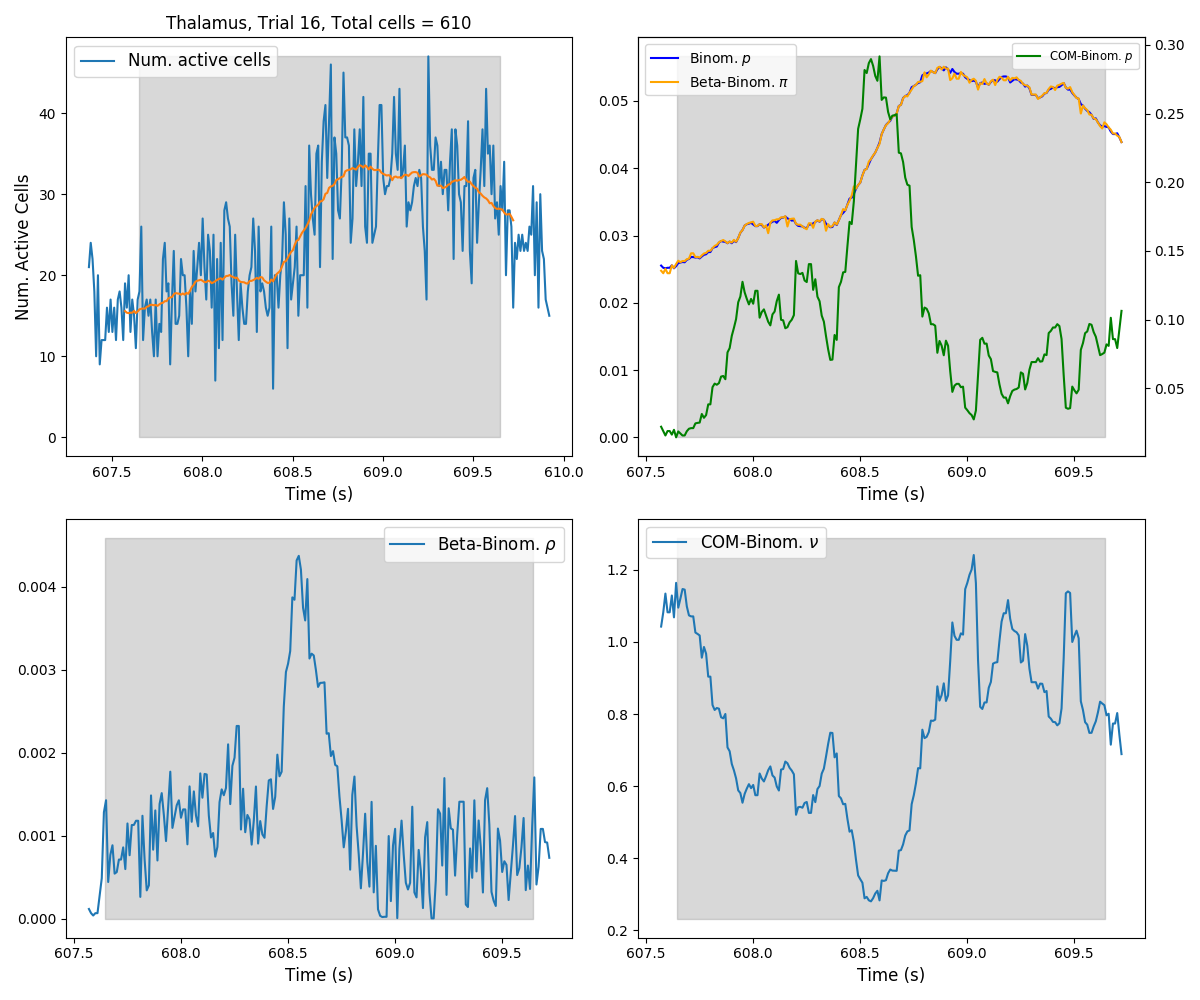 Thalamus, Trial 16, Total cells = 610
Num. active cells
Num. Active Cells
40
30
20
10
0
607.5 608.0 608.5 609.0 609.5 610.0
Time (s)
Binom. p
Beta-Binom. π
COM-Binom. p
0.05
0.04
0.03
0.02
0.01
0.00
0.30
0.25
0.20
0.15
0.10
0.05
607.5 608.0 608.5 609.0 609.5
Time (s)
Beta-Binom. ρ
0.004
0.003
0.002
0.001
0.000
607.5 608.0 608.5 609.0 609.5
Time (s)
COM-Binom. ν
1.2
1.0
0.8
0.6
0.4
0.2
607.5 608.0 608.5 609.0 609.5
Time (s)